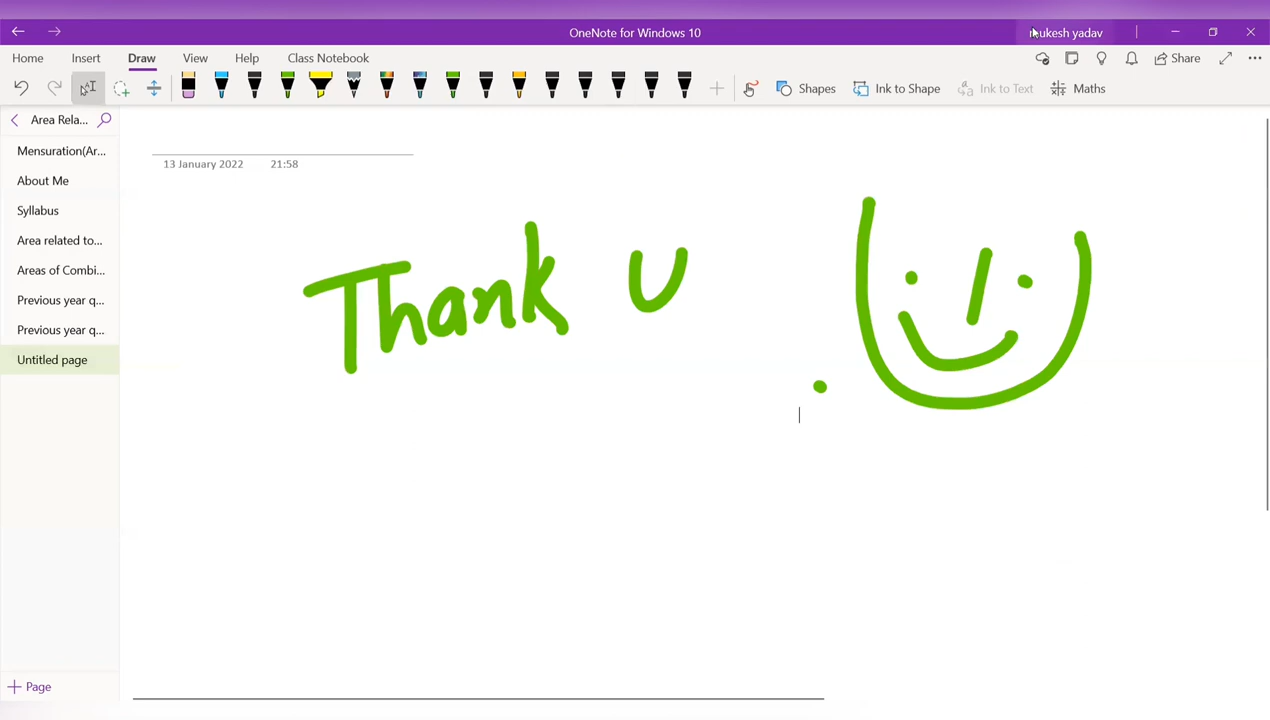 OneNote for Windows 10
ukesh yadav
Home Insert Draw View Help Class Notebook
Share
Shapes Ink to Shape Ink to Text Maths
Area Rela...
Mensuration(Ar...
About Me
Syllabus
Area related to...
Areas of Combi...
Previous year q...
Previous year q...
Untitled page
13 January 2022 21:58
Thank U
Page